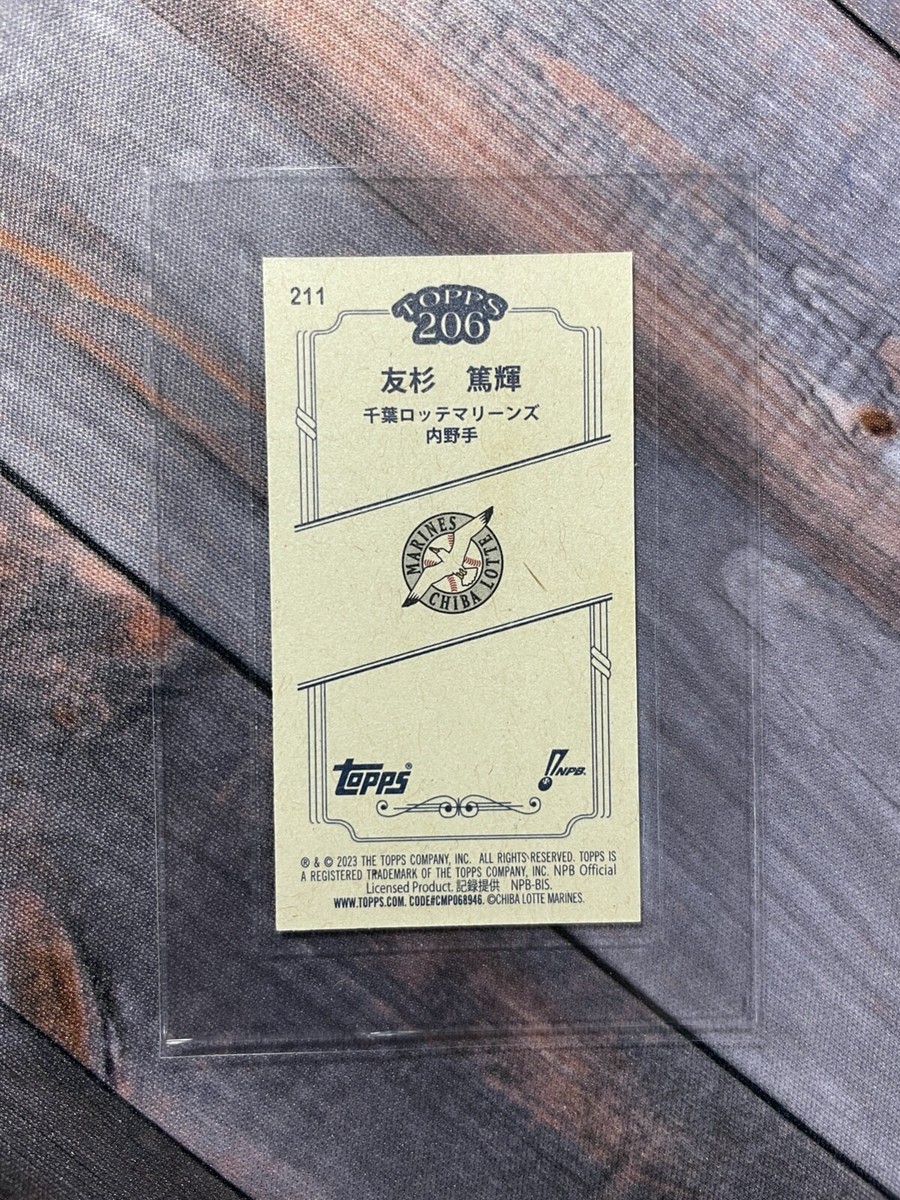 211
TOPPS
206
友杉　篤輝
千葉ロッテマリーンズ
内野手
MARINES
CHIBA LOTTE
Topps®
NPB®
® & © 2023 THE TOPPS COMPANY, INC. ALL RIGHTS RESERVED. TOPPS IS
A REGISTERED TRADEMARK OF THE TOPPS COMPANY, INC. NPB Official
Licensed Product. 記録提供　NPB-BIS.
WWW.TOPPS.COM. CODE#CMP068946. ©CHIBA LOTTE MARINES.